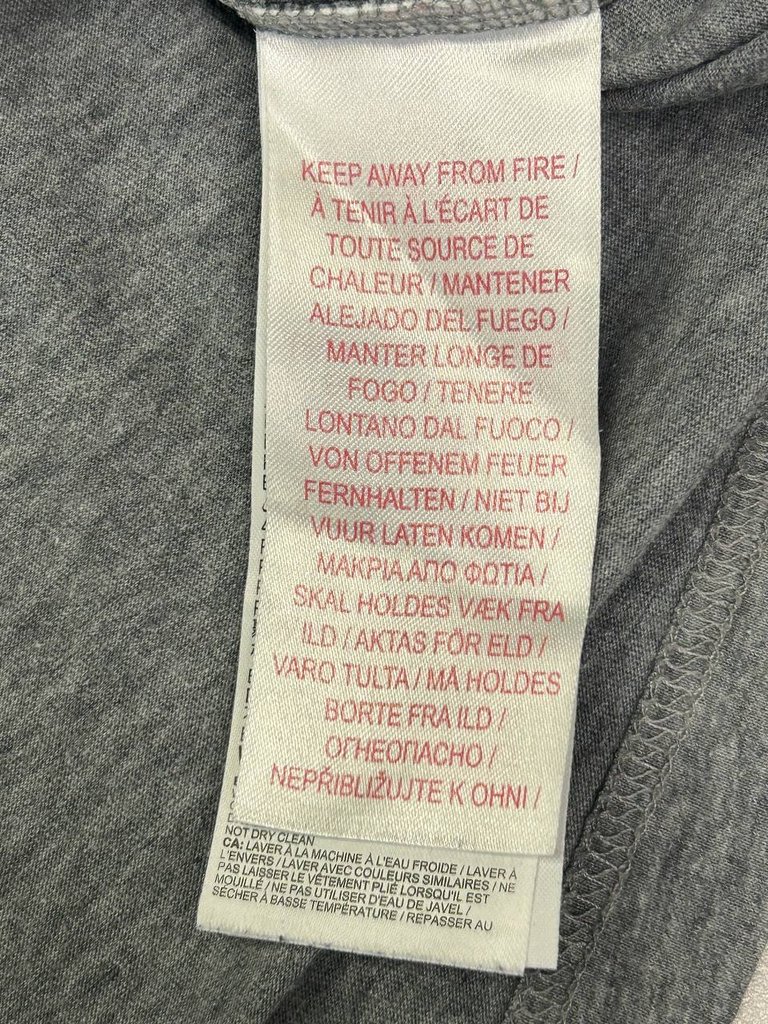 KEEP AWAY FROM FIRE /
À TENIR À L'ÉCART DE
TOUTE SOURCE DE
CHALEUR / MANTENER
ALEJADO DEL FUEGO /
MANTER LONGE DE
FOGO / TENERE
LONTANO DAL FUOCO /
VON OFFENEM FEUER
FERNHALTEN / NIET BIJ
VUUR LATEN KOMEN /
ΜΑΚΡΙΑ ΑΠΟ ΦΩΤΙΑ /
SKAL HOLDES VÆK FRA
ILD / AKTAS FÖR ELD /
VARO TULTA / MÅ HOLDES
BORTE FRA ILD /
ОГНЕОПАСНО /
NEPŘIBLIŽUJTE K OHNI /
NOT DRY CLEAN
CA: LAVER À LA MACHINE À L'EAU FROIDE / LAVER À
L'ENVERS / LAVER AVEC COULEURS SIMILAIRES / NE
PAS LAISSER LE VÊTEMENT PLIÉ LORSQU'IL EST
MOUILLÉ / NE PAS UTILISER D'EAU DE JAVEL /
SÉCHER À BASSE TEMPÉRATURE / REPASSER AU